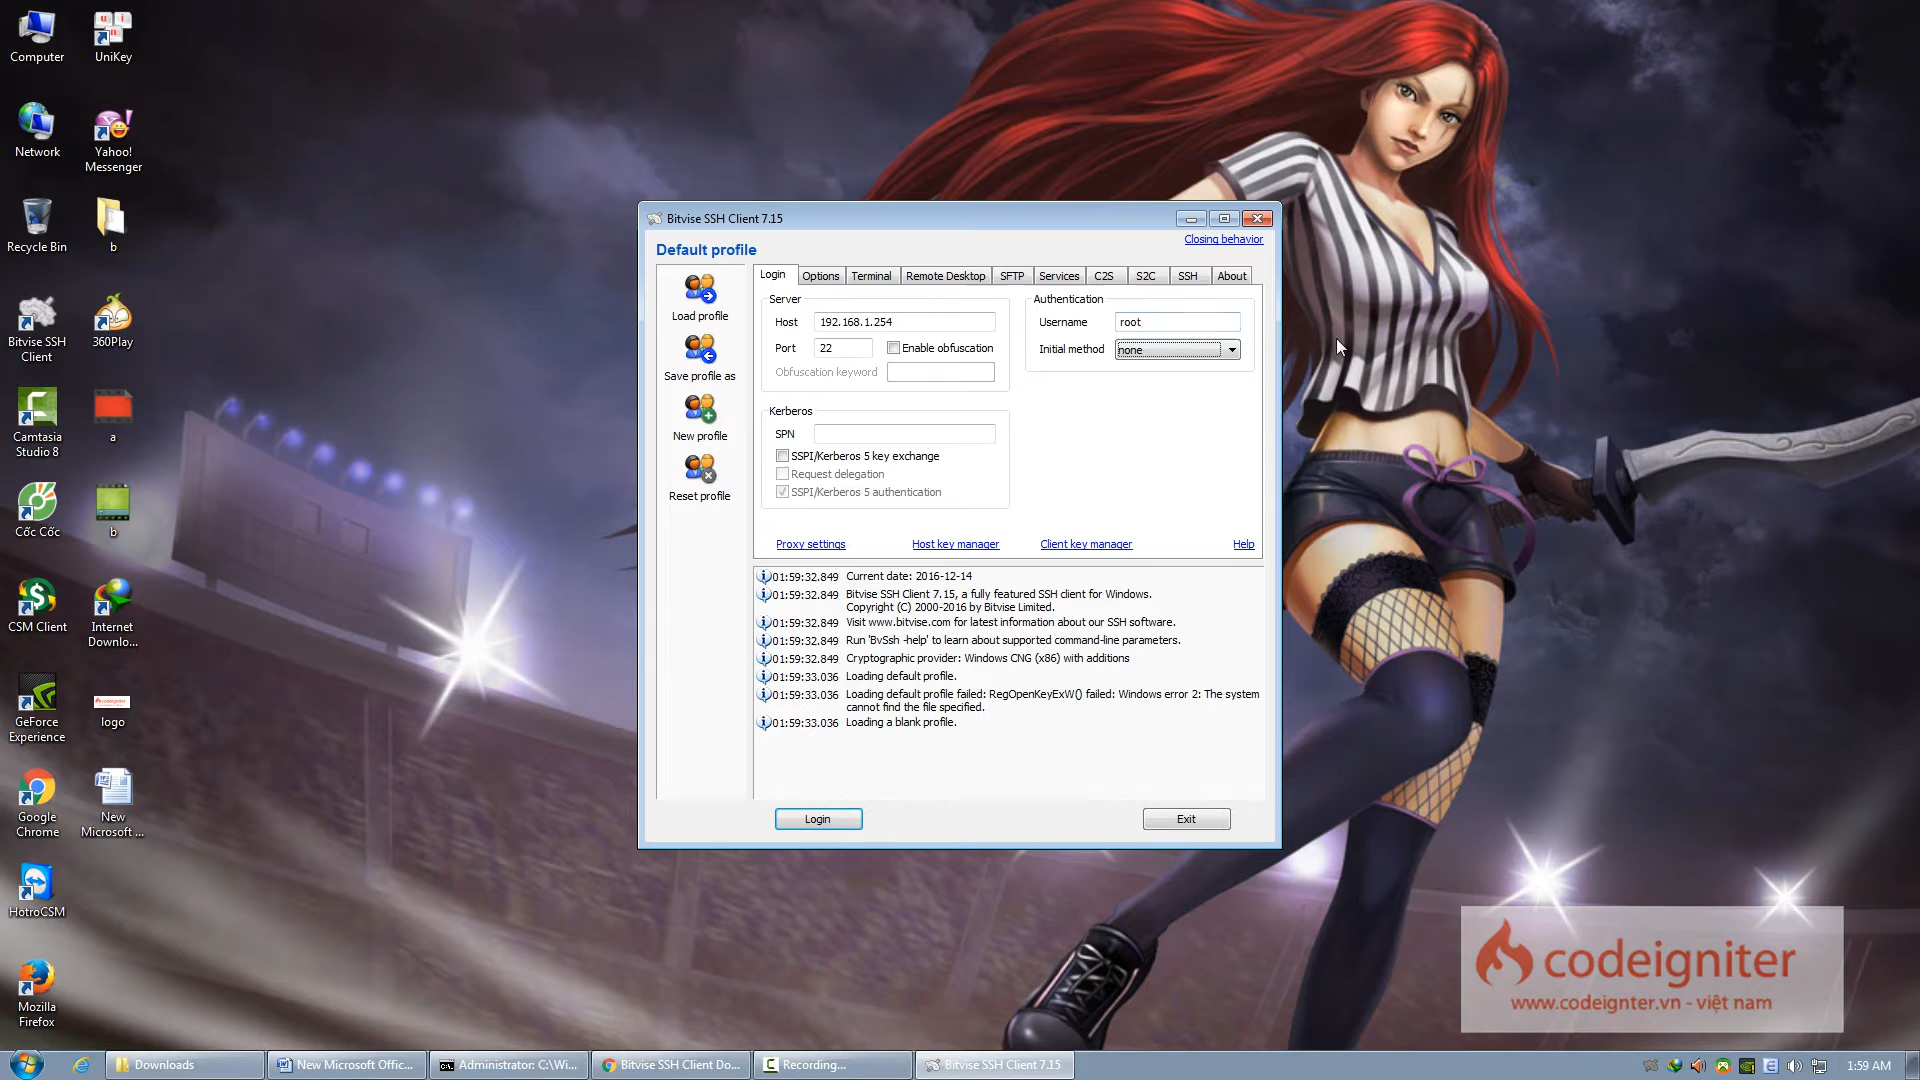 Computer
UniKey
Network
Yahoo!
Messenger
Recycle Bin
b
Bitvise SSH
Client
360Play
Camtasia
Studio 8
a
Cốc Cốc
b
CSM Client
Internet
Downlo...
GeForce
Experience
logo
Google
Chrome
New
Microsoft ...
HotroCSM
Mozilla
Firefox
Bitvise SSH Client 7.15
Default profile
Closing behavior
Load profile
Save profile as
New profile
Reset profile
Login Options Terminal Remote Desktop SFTP Services C2S S2C SSH About
Server
Host 192.168.1.254
Port 22 Enable obfuscation
Obfuscation keyword
Authentication
Username root
Initial method none
Kerberos
SPN
SSPI/Kerberos 5 key exchange
Request delegation
SSPI/Kerberos 5 authentication
Proxy settings Host key manager Client key manager Help
01:59:32.849 Current date: 2016-12-14
01:59:32.849 Bitvise SSH Client 7.15, a fully featured SSH client for Windows.
Copyright (C) 2000-2016 by Bitvise Limited.
01:59:32.849 Visit www.bitvise.com for latest information about our SSH software.
01:59:32.849 Run 'BvSsh -help' to learn about supported command-line parameters.
01:59:32.849 Cryptographic provider: Windows CNG (x86) with additions
01:59:33.036 Loading default profile.
01:59:33.036 Loading default profile failed: RegOpenKeyExW() failed: Windows error 2: The system
cannot find the file specified.
01:59:33.036 Loading a blank profile.
Login Exit
codeigniter
www.codeignter.vn - việt nam
Downloads New Microsoft Offic... Administrator: C:\Wi... Bitvise SSH Client Do... Recording... Bitvise SSH Client 7.15 1:59 AM